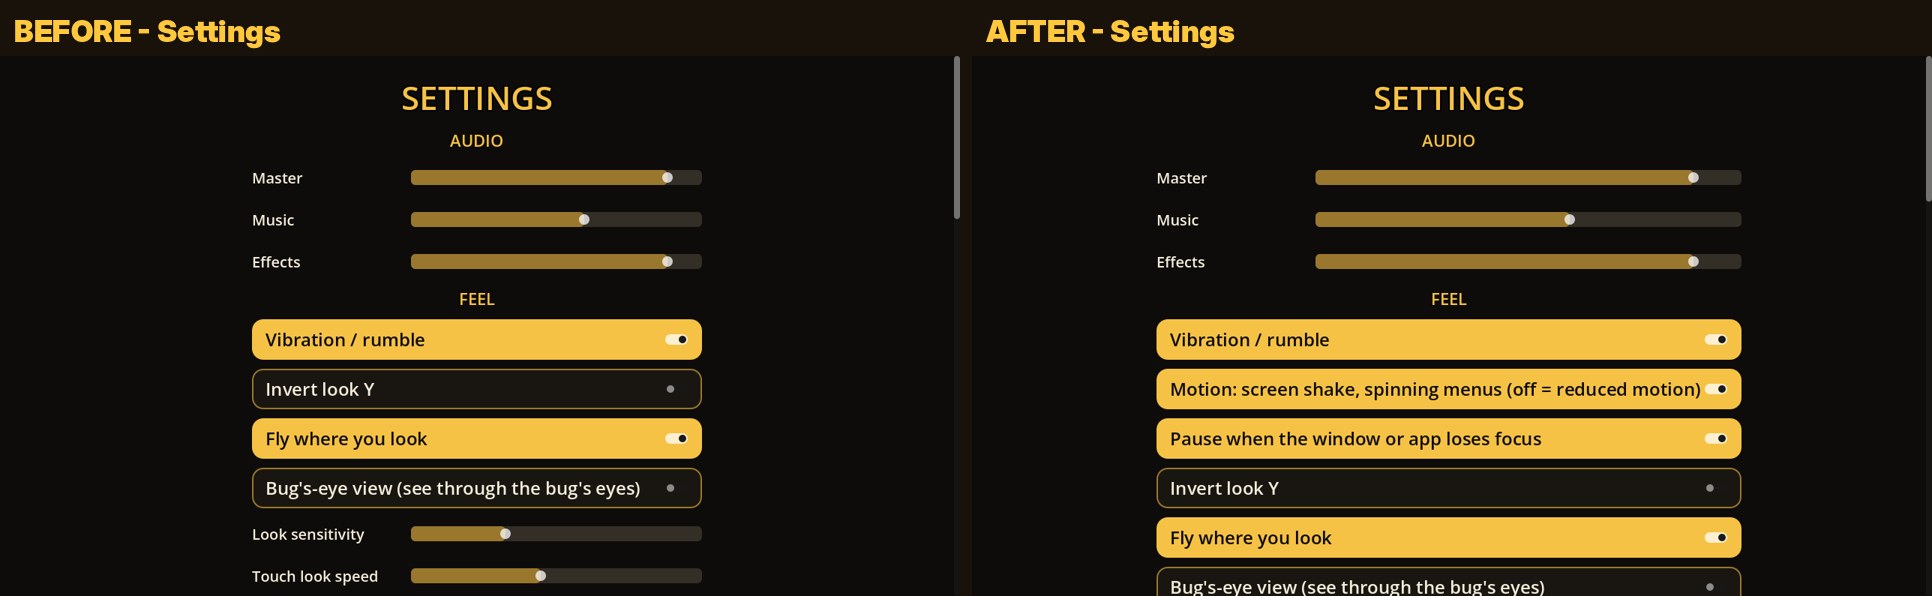 BEFORE - Settings
SETTINGS
AUDIO
Master
Music
Effects
FEEL
Vibration / rumble
Invert look Y
Fly where you look
Bug's-eye view (see through the bug's eyes)
Look sensitivity
Touch look speed
AFTER - Settings
SETTINGS
AUDIO
Master
Music
Effects
FEEL
Vibration / rumble
Motion: screen shake, spinning menus (off = reduced motion)
Pause when the window or app loses focus
Invert look Y
Fly where you look
Bug's-eye view (see through the bug's eyes)